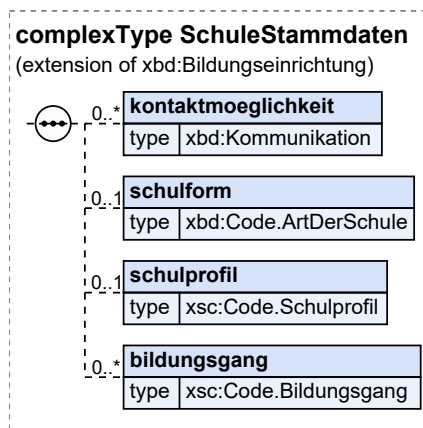 complexType SchuleStammdaten
(extension of xbd:Bildungseinrichtung)
0..* kontaktmoeglichkeit
type xbd:Kommunikation
0..1 schulform
type xbd:Code.ArtDerSchule
0..1 schulprofil
type xsc:Code.Schulprofil
0..* bildungsgang
type xsc:Code.Bildungsgang